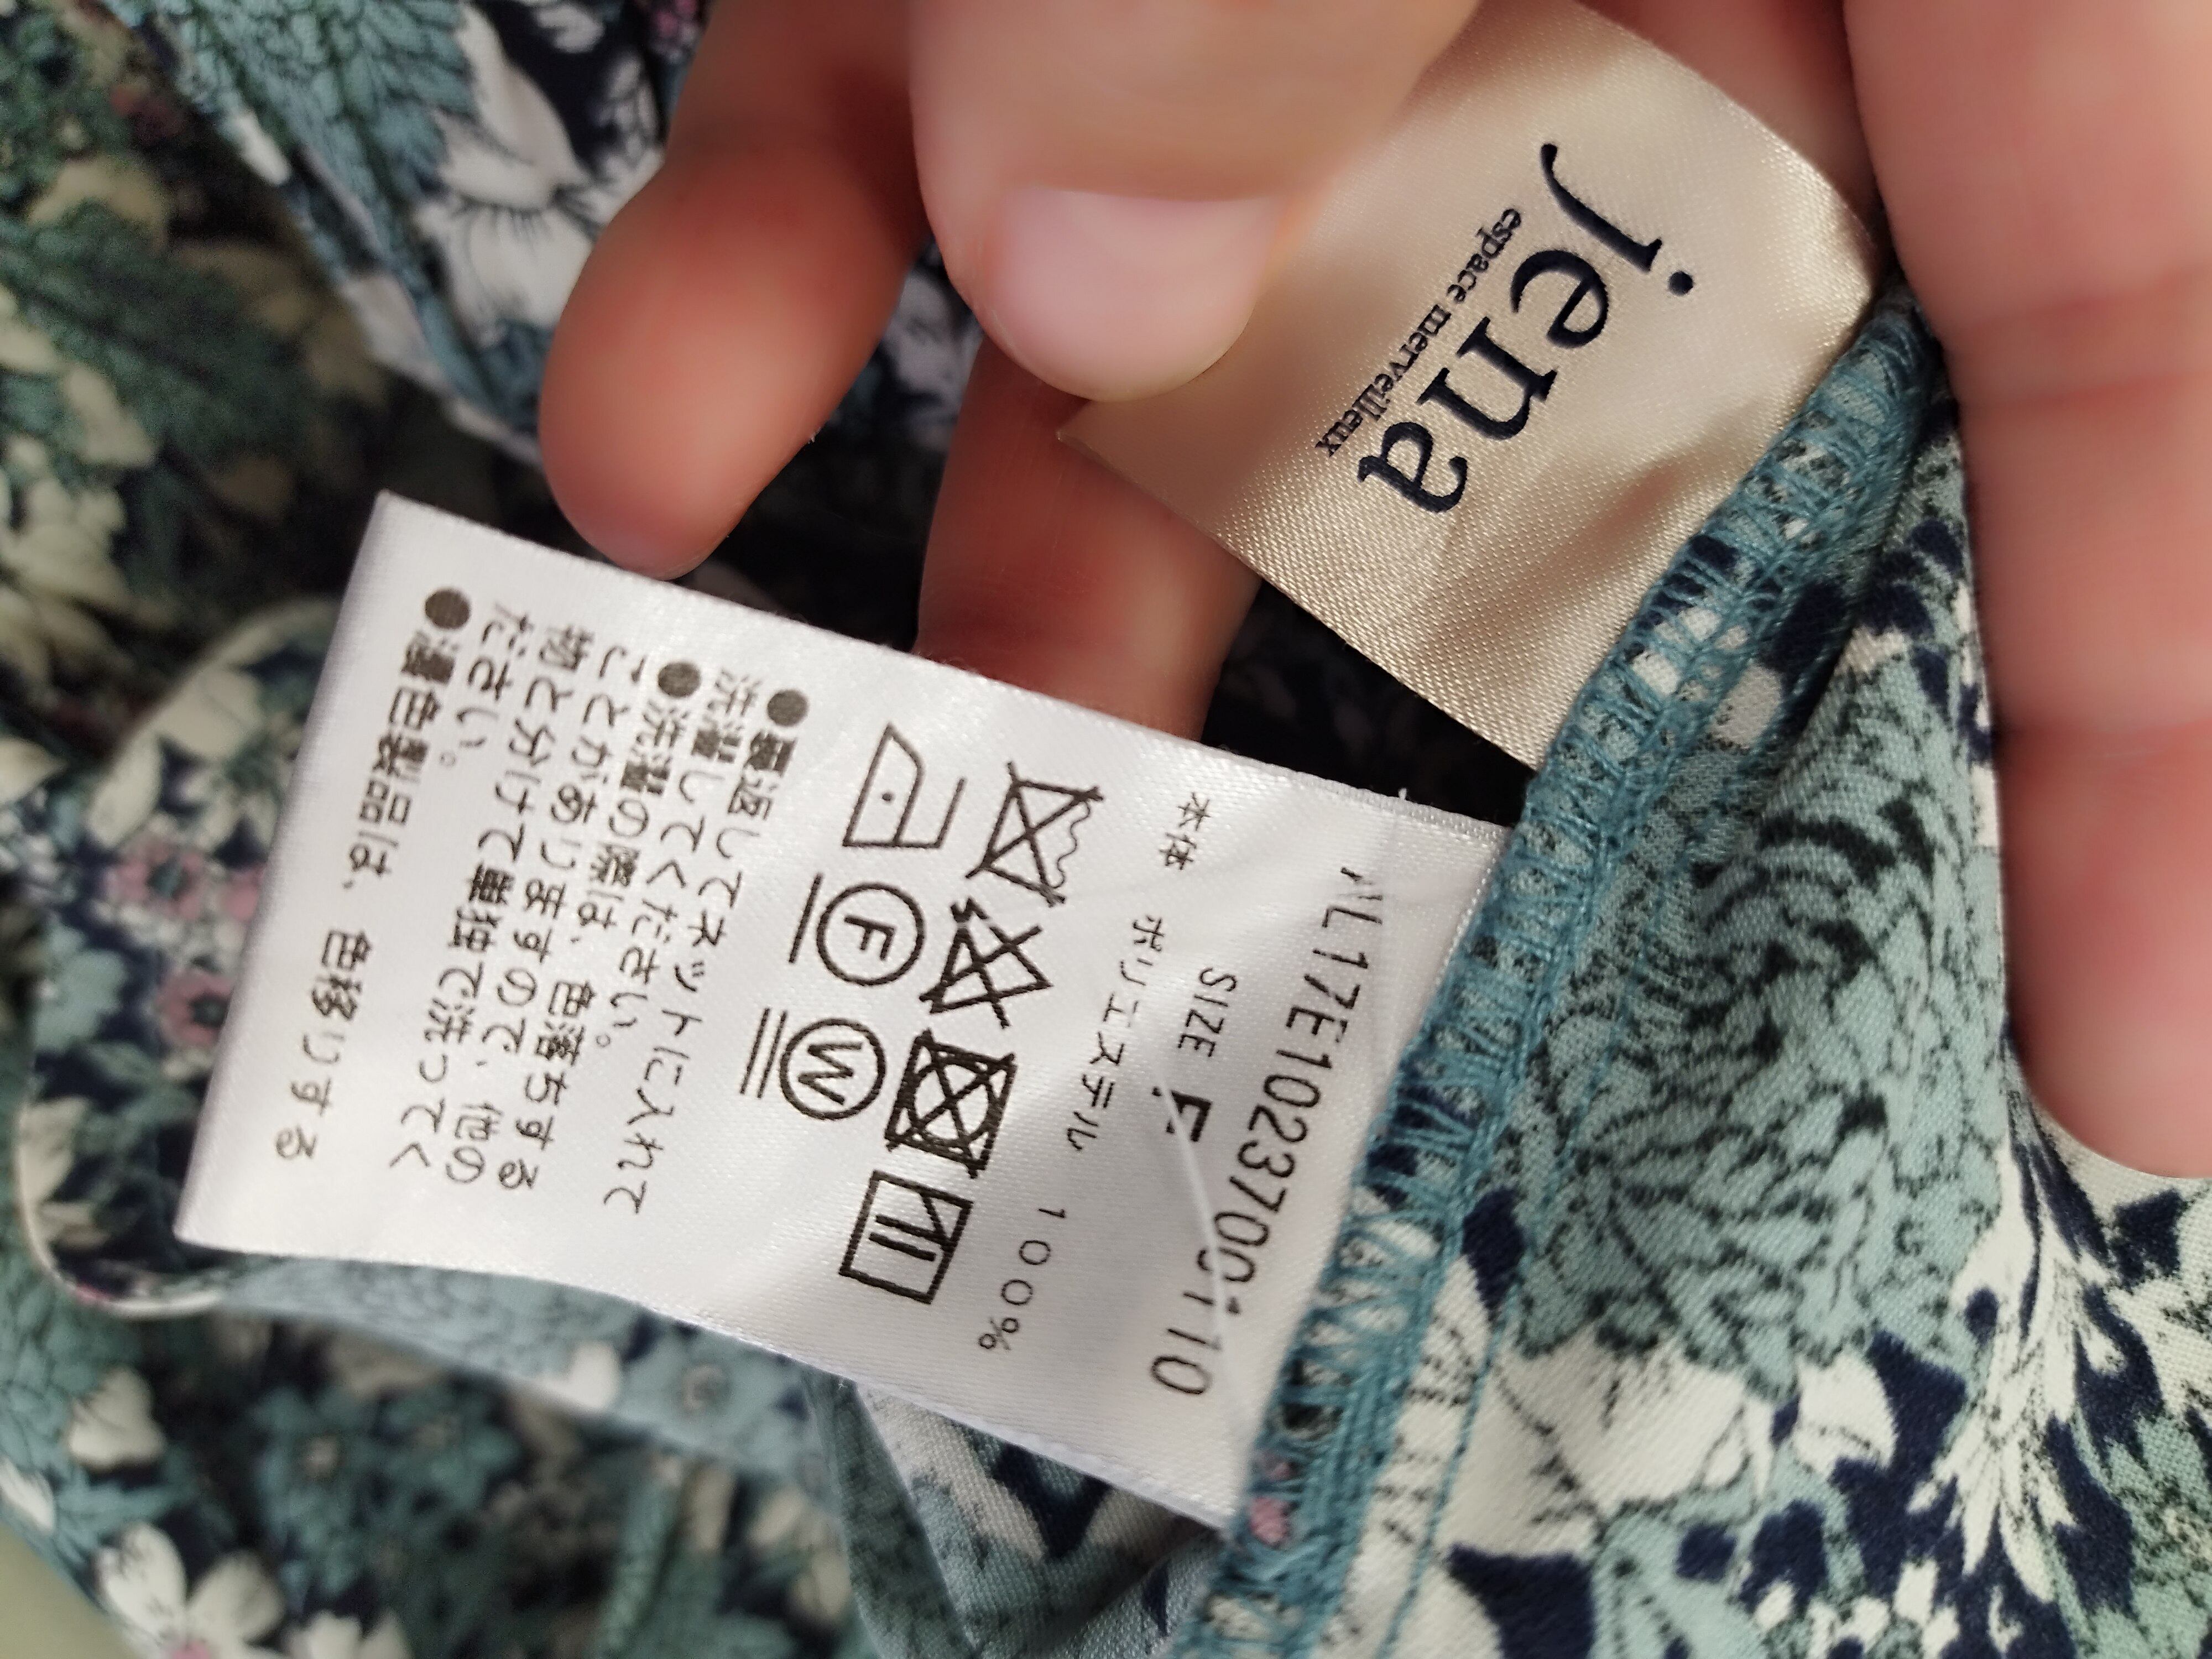 jena
espace merveilleux
SIZE F
本体 ポリエステル 100%
F W
●裏返してネットに入れて
洗濯してください。
●洗濯の際は、色落ちする
ことがありますので、他の
物と分けて単独で洗ってく
ださい。
●濃色製品は、色移りする